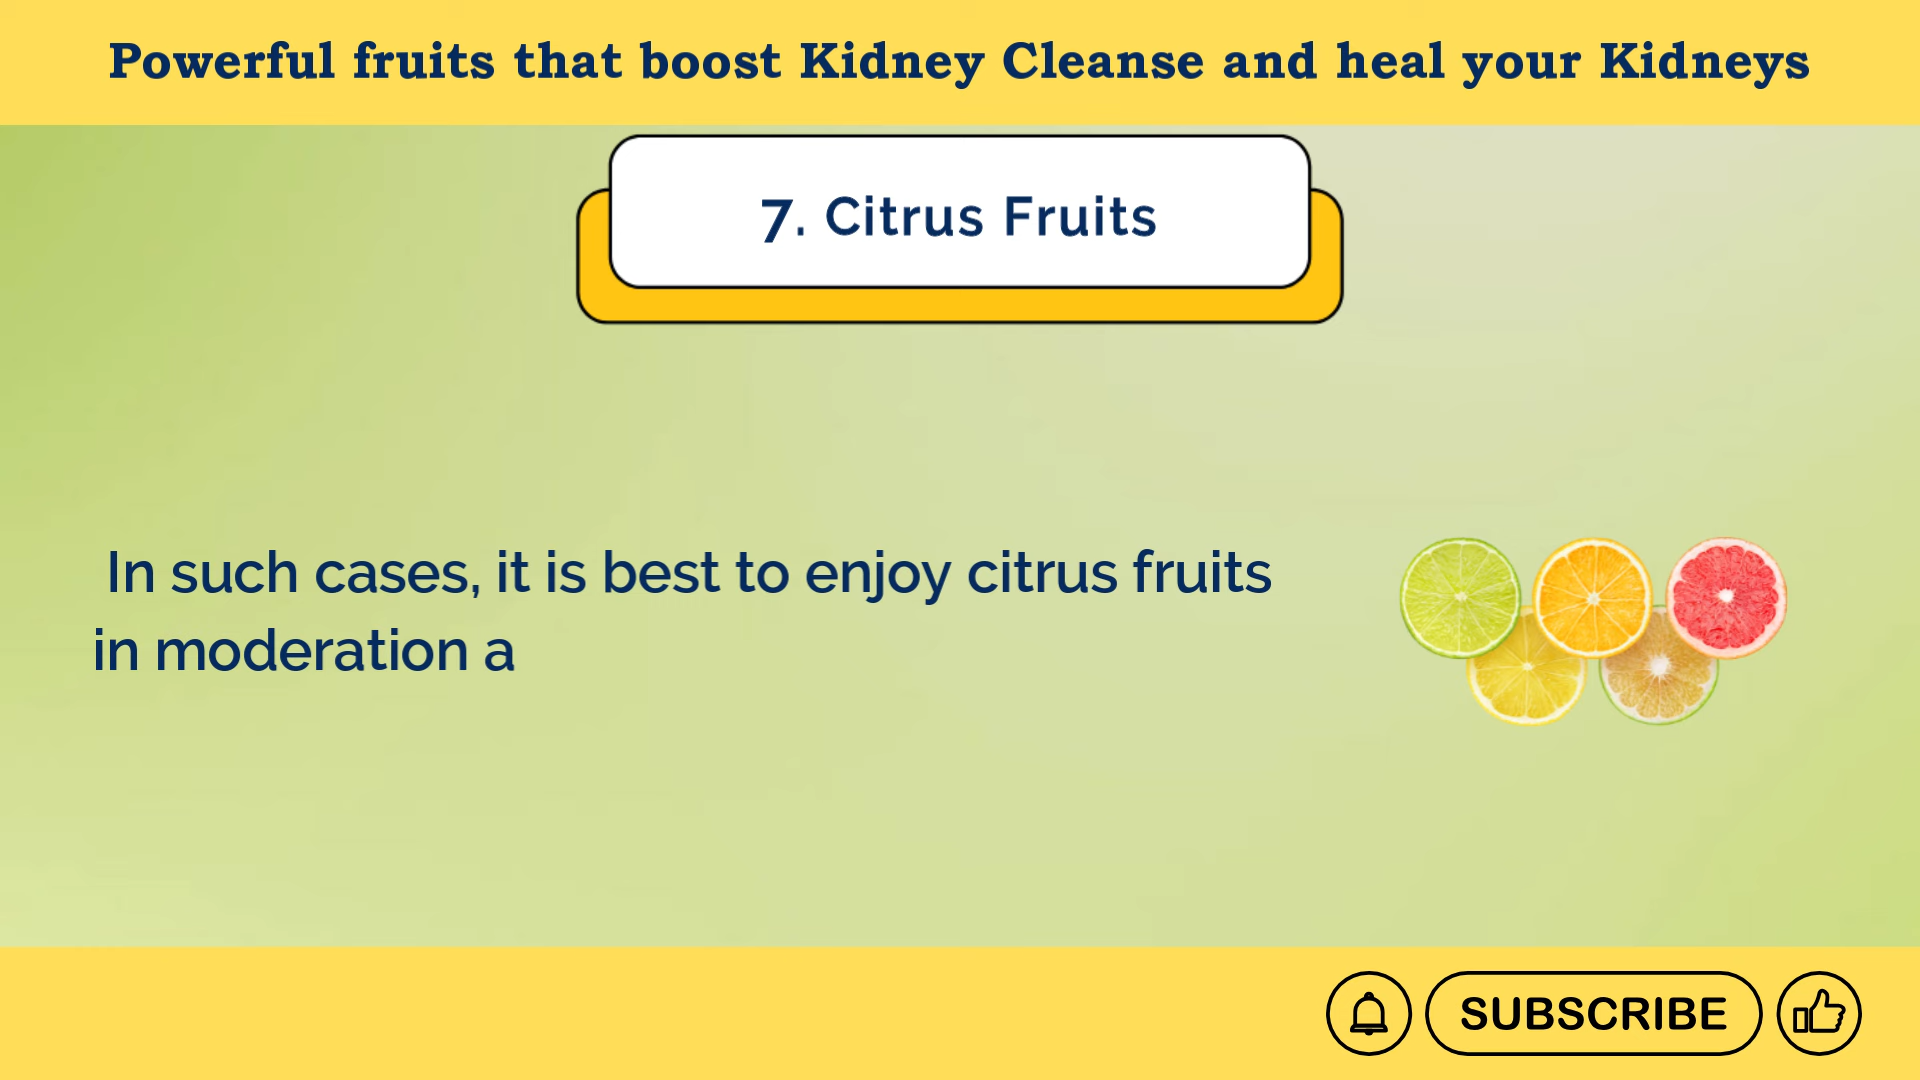 Powerful fruits that boost Kidney Cleanse and heal your Kidneys
7. Citrus Fruits
In such cases, it is best to enjoy citrus fruits
in moderation a
SUBSCRIBE